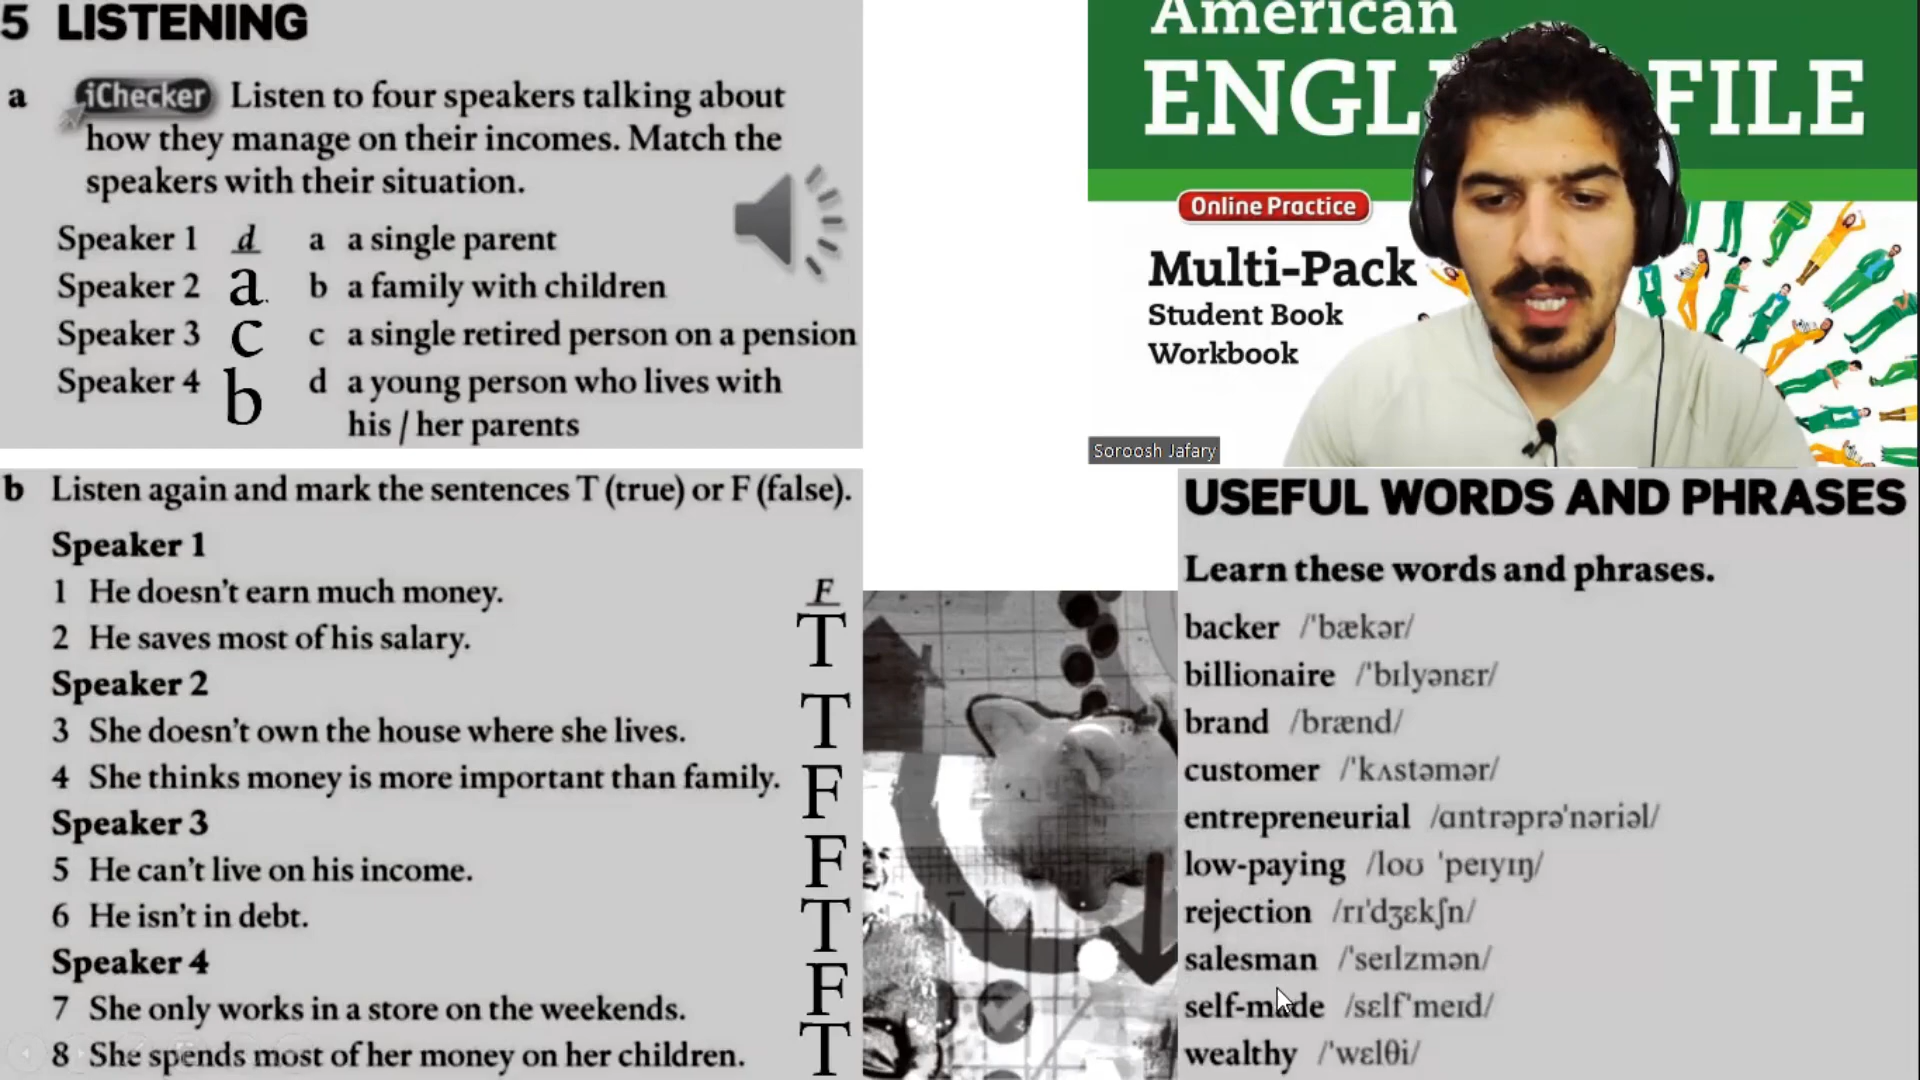 5 LISTENING
a iChecker Listen to four speakers talking about
how they manage on their incomes. Match the
speakers with their situation.
Speaker 1 d a a single parent
Speaker 2 a b a family with children
Speaker 3 c c a single retired person on a pension
Speaker 4 b d a young person who lives with
his / her parents
b Listen again and mark the sentences T (true) or F (false).
Speaker 1
1 He doesn't earn much money. F
2 He saves most of his salary. T
Speaker 2
3 She doesn't own the house where she lives. T
4 She thinks money is more important than family. F
Speaker 3
5 He can't live on his income. F
6 He isn't in debt. T
Speaker 4
7 She only works in a store on the weekends. F
8 She spends most of her money on her children. T
American
ENGL FILE
Online Practice
Multi-Pack
Student Book
Workbook
Soroosh Jafary
USEFUL WORDS AND PHRASES
Learn these words and phrases.
backer /ˈbækər/
billionaire /ˈbɪlyənɛr/
brand /brænd/
customer /ˈkʌstəmər/
entrepreneurial /ɑntrəprəˈnəriəl/
low-paying /loʊ ˈpeɪyɪŋ/
rejection /rɪˈdʒɛkʃn/
salesman /ˈseɪlzmən/
self-made /sɛlfˈmeɪd/
wealthy /ˈwɛlθi/